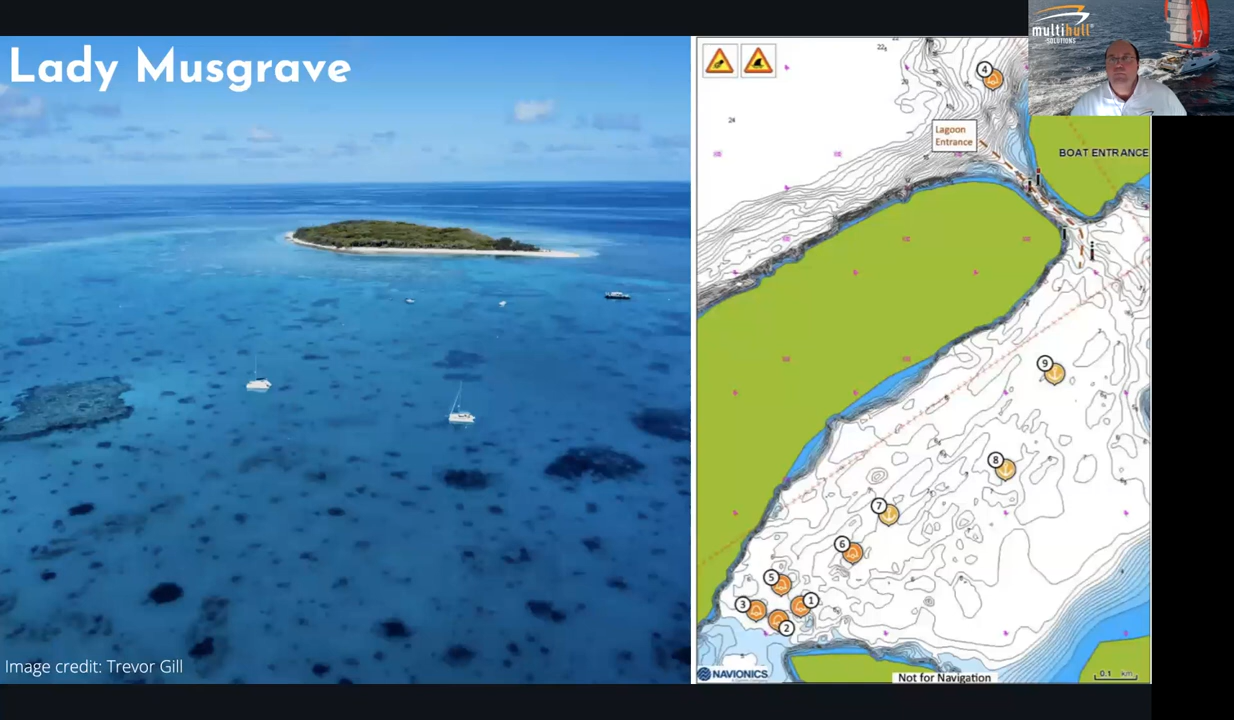 Lady Musgrave
Image credit: Trevor Gill
4
Lagoon
Entrance
BOAT ENTRANCE
24
15
9
8
7
6
5
3
1
2
NAVIONICS
Not for Navigation
0.1 km
multihull
SOLUTIONS